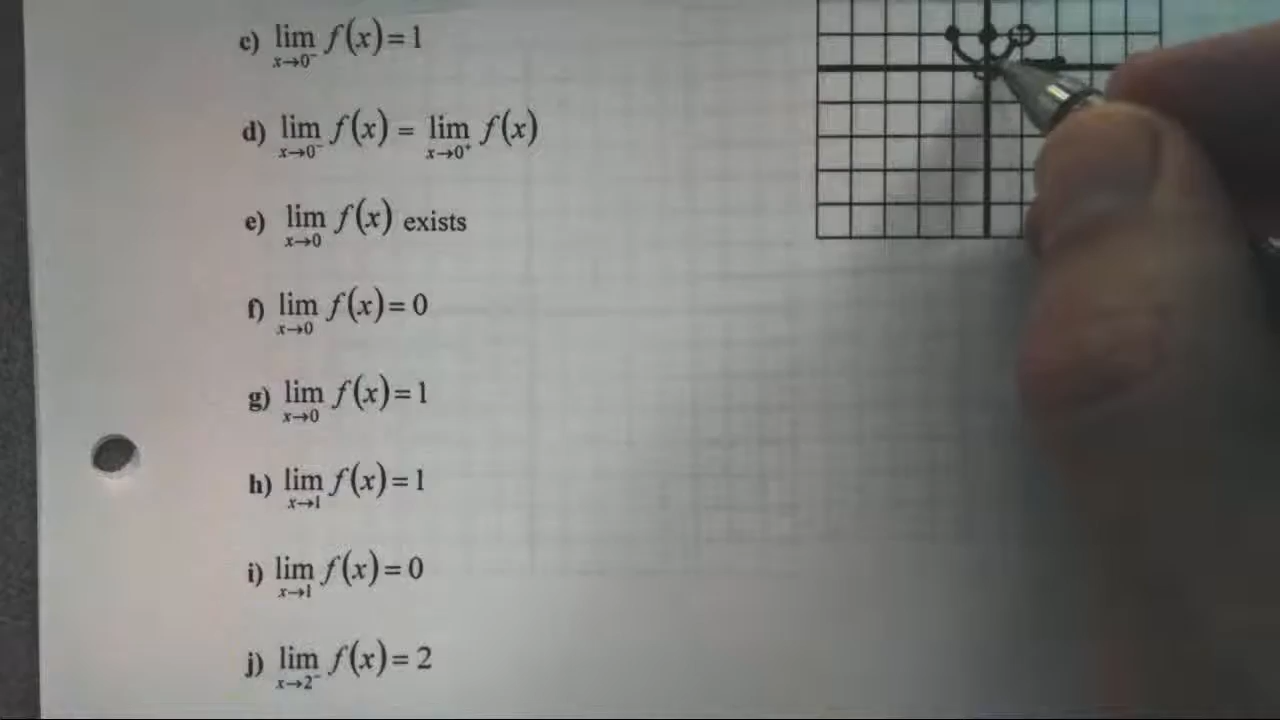 c) lim x→0⁻ f(x) = 1
d) lim x→0⁻ f(x) = lim x→0⁺ f(x)
e) lim x→0 f(x) exists
f) lim x→0 f(x) = 0
g) lim x→0 f(x) = 1
h) lim x→1 f(x) = 1
i) lim x→1 f(x) = 0
j) lim x→2⁻ f(x) = 2